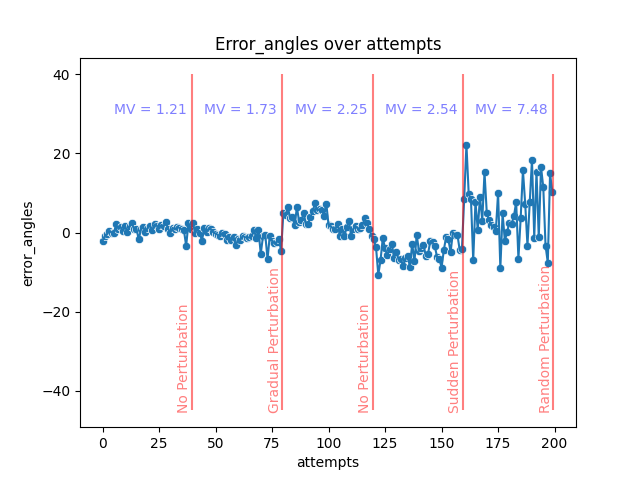 Error_angles over attempts
40
20
0
−20
−40
error_angles
MV = 1.21
MV = 1.73
MV = 2.25
MV = 2.54
MV = 7.48
No Perturbation
Gradual Perturbation
No Perturbation
Sudden Perturbation
Random Perturbation
0
25
50
75
100
125
150
175
200
attempts